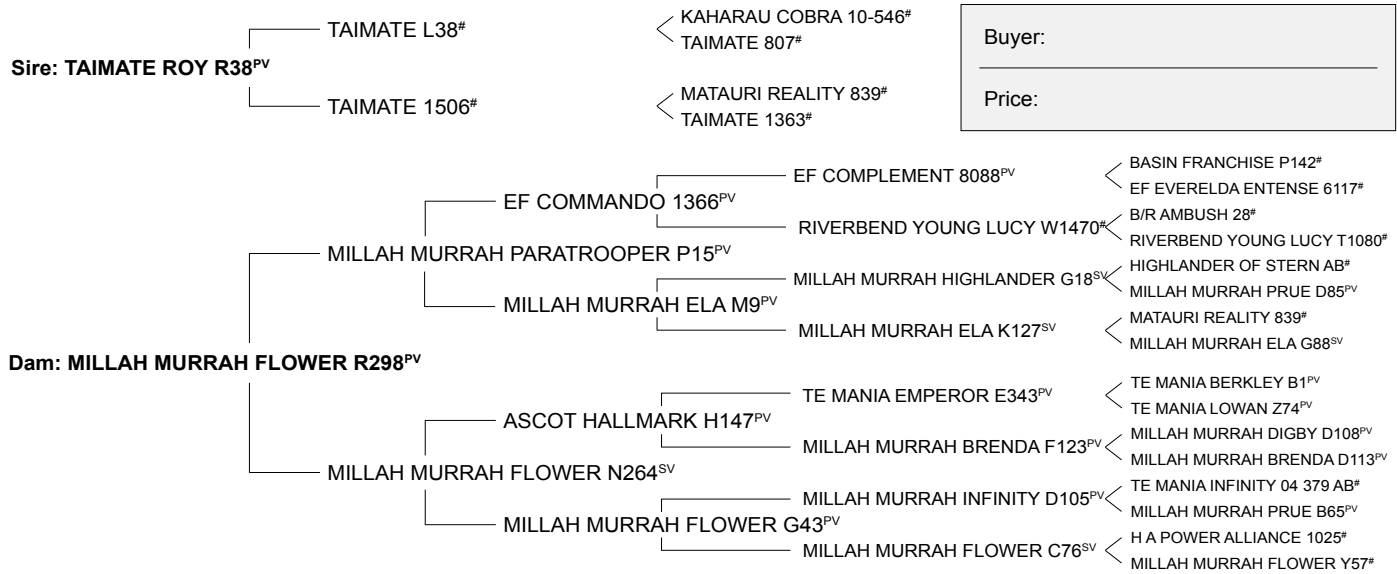 KAHARAU COBRA 10-546#
TAIMATE L38#
TAIMATE 807#
Sire: TAIMATE ROY R38PV
MATAURI REALITY 839#
TAIMATE 1506#
TAIMATE 1363#
Buyer:
Price:
BASIN FRANCHISE P142#
EF COMPLEMENT 8088PV
EF EVERELDA ENTENSE 6117#
EF COMMANDO 1366PV
B/R AMBUSH 28#
RIVERBEND YOUNG LUCY W1470#
RIVERBEND YOUNG LUCY T1080#
MILLAH MURRAH PARATROOPER P15PV
HIGHLANDER OF STERN AB#
MILLAH MURRAH HIGHLANDER G18SV
MILLAH MURRAH PRUE D85PV
MILLAH MURRAH ELA M9PV
MATAURI REALITY 839#
MILLAH MURRAH ELA K127SV
MILLAH MURRAH ELA G88SV
Dam: MILLAH MURRAH FLOWER R298PV
TE MANIA BERKLEY B1PV
TE MANIA EMPEROR E343PV
TE MANIA LOWAN Z74PV
ASCOT HALLMARK H147PV
MILLAH MURRAH DIGBY D108PV
MILLAH MURRAH BRENDA F123PV
MILLAH MURRAH BRENDA D113PV
MILLAH MURRAH FLOWER N264SV
TE MANIA INFINITY 04 379 AB#
MILLAH MURRAH INFINITY D105PV
MILLAH MURRAH PRUE B65PV
MILLAH MURRAH FLOWER G43PV
H A POWER ALLIANCE 1025#
MILLAH MURRAH FLOWER C76SV
MILLAH MURRAH FLOWER Y57#